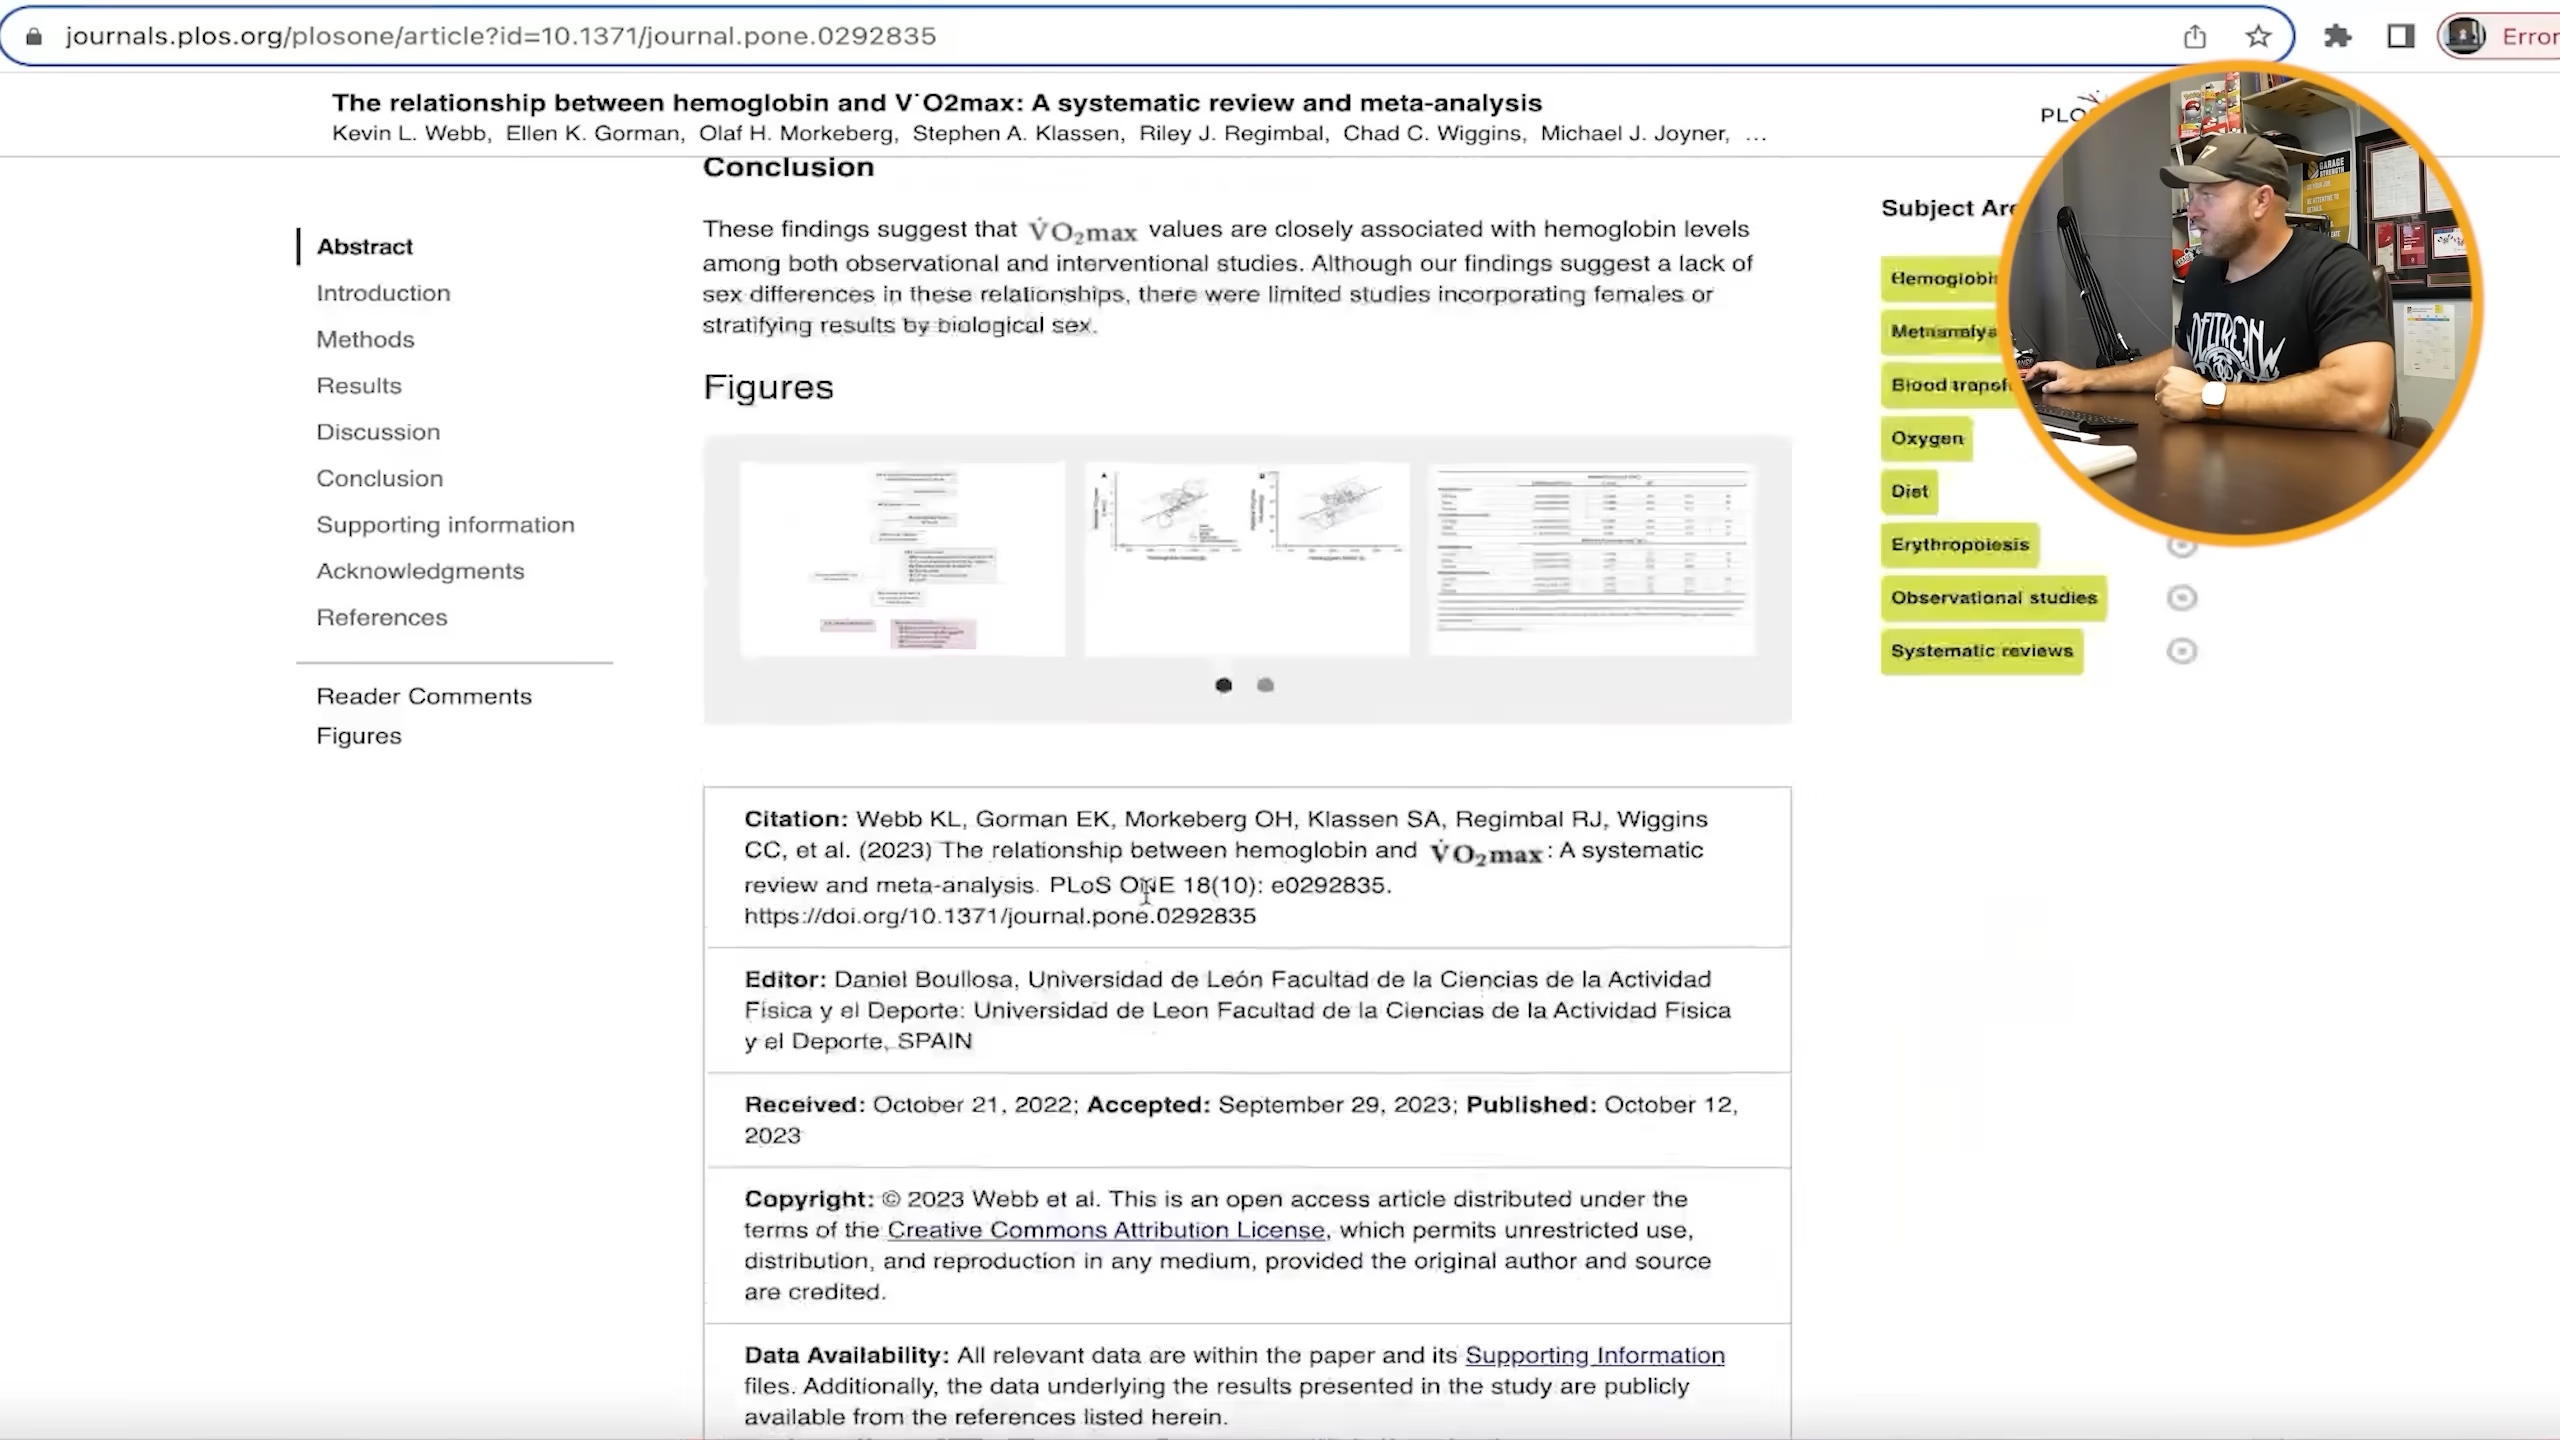 journals.plos.org/plosone/article?id=10.1371/journal.pone.0292835
Error
The relationship between hemoglobin and V˙O2max: A systematic review and meta-analysis
Kevin L. Webb, Ellen K. Gorman, Olaf H. Morkeberg, Stephen A. Klassen, Riley J. Regimbal, Chad C. Wiggins, Michael J. Joyner, ...
Abstract
Introduction
Methods
Results
Discussion
Conclusion
Supporting information
Acknowledgments
References
Reader Comments
Figures
Conclusion
These findings suggest that V̇O₂max values are closely associated with hemoglobin levels
among both observational and interventional studies. Although our findings suggest a lack of
sex differences in these relationships, there were limited studies incorporating females or
stratifying results by biological sex.
Figures
Citation: Webb KL, Gorman EK, Morkeberg OH, Klassen SA, Regimbal RJ, Wiggins
CC, et al. (2023) The relationship between hemoglobin and V̇O₂max: A systematic
review and meta-analysis. PLoS ONE 18(10): e0292835.
https://doi.org/10.1371/journal.pone.0292835
Editor: Daniel Boullosa, Universidad de León Facultad de la Ciencias de la Actividad
Física y el Deporte: Universidad de Leon Facultad de la Ciencias de la Actividad Fisica
y el Deporte, SPAIN
Received: October 21, 2022; Accepted: September 29, 2023; Published: October 12,
2023
Copyright: © 2023 Webb et al. This is an open access article distributed under the
terms of the Creative Commons Attribution License, which permits unrestricted use,
distribution, and reproduction in any medium, provided the original author and source
are credited.
Data Availability: All relevant data are within the paper and its Supporting Information
files. Additionally, the data underlying the results presented in the study are publicly
available from the references listed herein.
Subject Are
Hemoglobin
Metaanalys
Blood transf
Oxygen
Diet
Erythropoiesis
Observational studies
Systematic reviews
PLO
GARAGE
STRENGTH
DELTRON